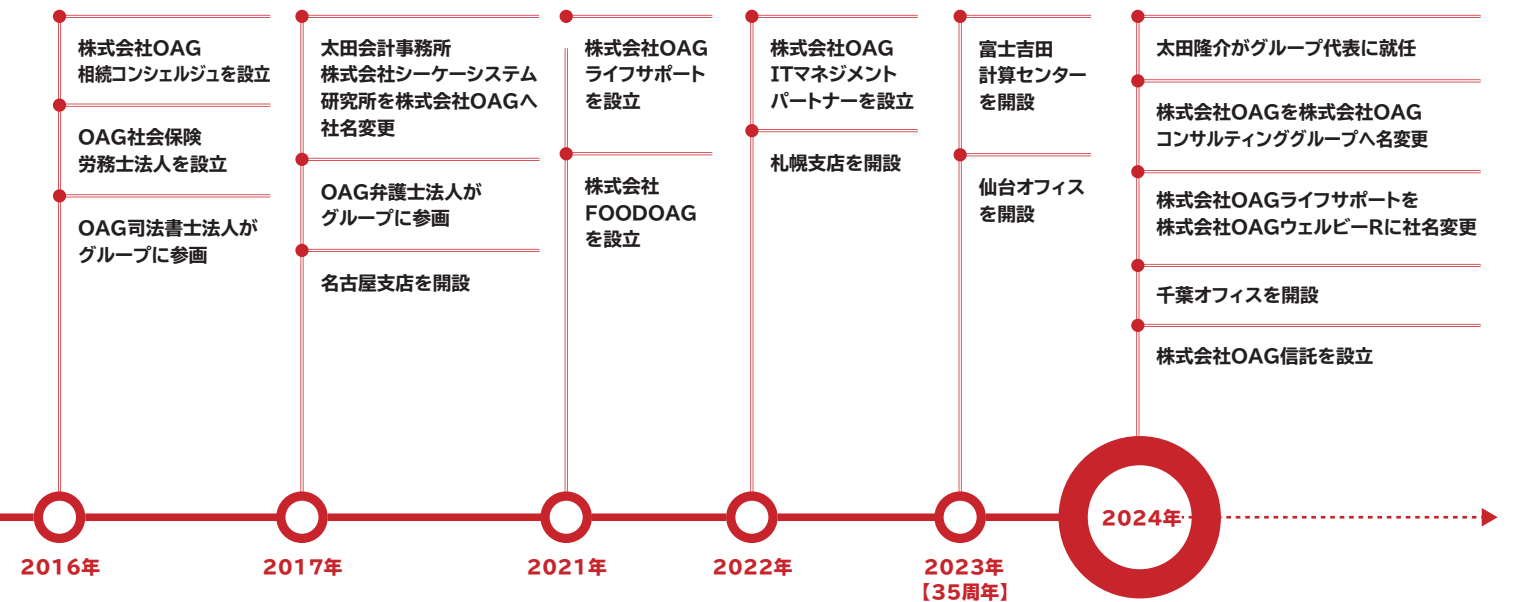 株式会社OAG
相続コンシェルジュを設立
OAG社会保険
労務士法人を設立
OAG司法書士法人が
グループに参画
2016年
太田会計事務所
株式会社シーケーシステム
研究所を株式会社OAGへ
社名変更
OAG弁護士法人が
グループに参画
名古屋支店を開設
2017年
株式会社OAG
ライフサポート
を設立
株式会社
FOODOAG
を設立
2021年
株式会社OAG
ITマネジメント
パートナーを設立
札幌支店を開設
2022年
富士吉田
計算センター
を開設
仙台オフィス
を開設
2023年
【35周年】
太田隆介がグループ代表に就任
株式会社OAGを株式会社OAG
コンサルティンググループへ名変更
株式会社OAGライフサポートを
株式会社OAGウェルビーRに社名変更
千葉オフィスを開設
株式会社OAG信託を設立
2024年